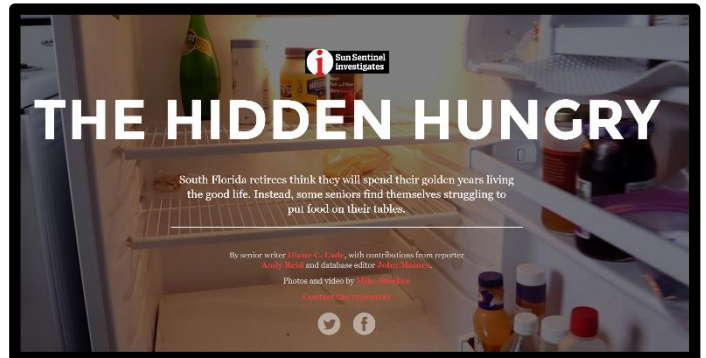 i Sun Sentinel
investigates
THE HIDDEN HUNGRY
South Florida retirees think they will spend their golden years living
the good life. Instead, some seniors find themselves struggling to
put food on their tables.
By senior writer Diane C. Lade, with contributions from reporter
Andy Reid and database editor John Maines.
Photos and video by Mike Stocker
Contact the reporters